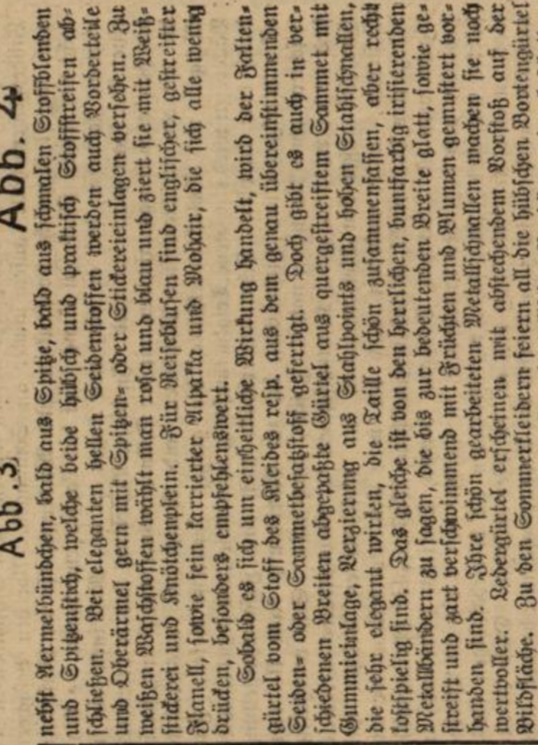 Abb. 3.
Abb. 4.
nebst Aermelbündchen, bald aus Spitze, bald aus schmalen Stoffblenden
und Spitzenstich, welche beide hübsch und praktisch Stoffstreifen ab-
schließen. Bei eleganten hellen Seidenstoffen werden auch Vorderteile
und Oberärmel gern mit Spitzen- oder Stickereieinlagen versehen. Zu
weißen Waschstoffen wählt man rosa und blau und ziert sie mit Weiß-
stickerei und Knötchenplein. Für Reiseblusen sind englischer, gestreifter
Flanell, sowie fein karrierter Alpakka und Mohair, die sich alle wenig
drücken, besonders empfehlenswert.
Sobald es sich um einheitliche Wirkung handelt, wird der Falten-
gürtel vom Stoff des Kleides resp. aus dem genau übereinstimmenden
Seiden- oder Sammetbesatzstoff gefertigt. Doch gibt es auch in ver-
schiedenen Breiten abgepaßte Gürtel aus quergestreiftem Sammet mit
Gummieinlage, Verzierung aus Stahlpoints und hohen Stahlschnallen,
die sehr elegant wirken, die Taille schön zusammenfassen, aber recht
kostspielig sind. Das gleiche ist von den herrlichen, buntfarbig irisierenden
Metallbändern zu sagen, die bis zur bedeutenden Breite glatt, sowie ge-
streift und zart verschwimmend mit Früchten und Blumen gemustert vor-
handen sind. Ihre schön gearbeiteten Metallschnallen machen sie noch
wertvoller. Ledergürtel erscheinen mit abstechendem Vorstoß auf der
Bildfläche. Zu den Sommerkleidern feiern all die hübschen Bortengürtel